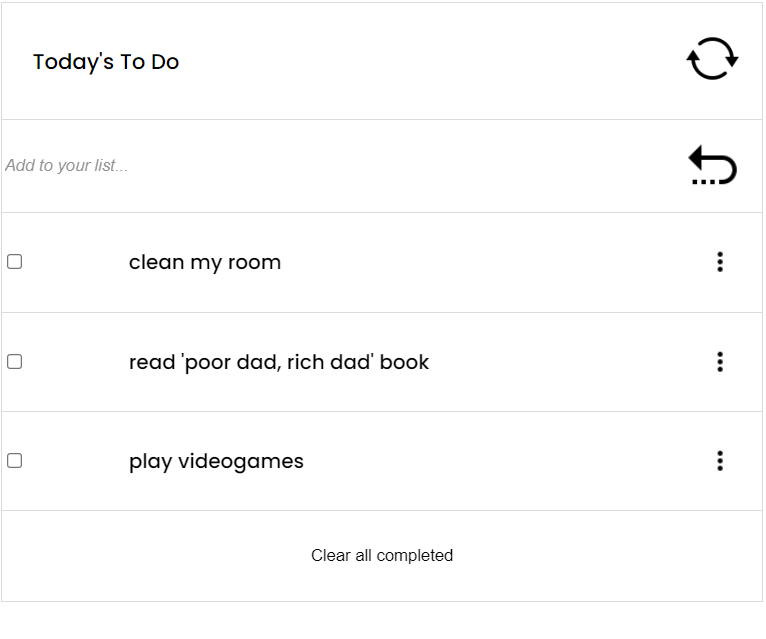 Today's To Do
Add to your list...
clean my room
read 'poor dad, rich dad' book
play videogames
Clear all completed